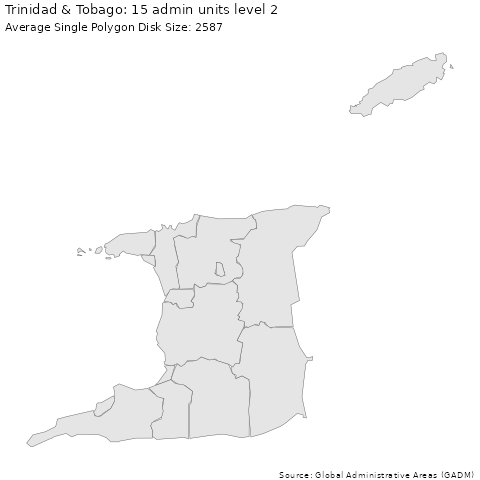 Trinidad & Tobago: 15 admin units level 2
Average Single Polygon Disk Size: 2587
Source: Global Administrative Areas (GADM)